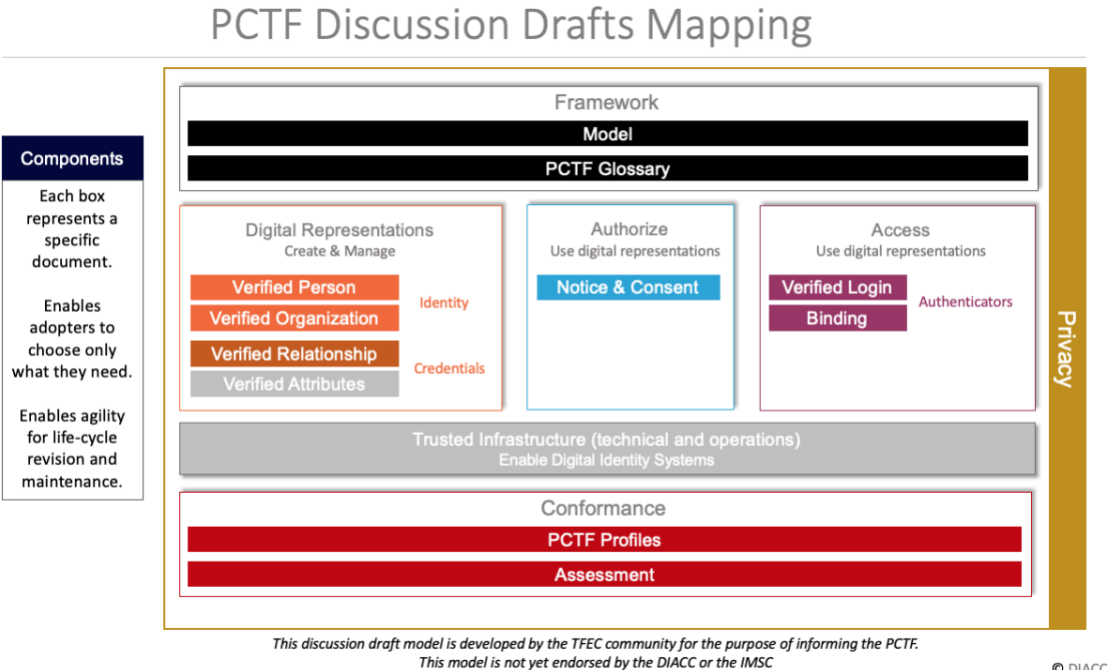 PCTF Discussion Drafts Mapping
Components
Each box
represents a
specific
document.
Enables
adopters to
choose only
what they need.
Enables agility
for life-cycle
revision and
maintenance.
Framework
Model
PCTF Glossary
Digital Representations
Create & Manage
Verified Person
Verified Organization
Identity
Verified Relationship
Verified Attributes
Credentials
Authorize
Use digital representations
Notice & Consent
Access
Use digital representations
Verified Login
Binding
Authenticators
Trusted Infrastructure (technical and operations)
Enable Digital Identity Systems
Conformance
PCTF Profiles
Assessment
Privacy
This discussion draft model is developed by the TFEC community for the purpose of informing the PCTF.
This model is not yet endorsed by the DIACC or the IMSC
© DIACC